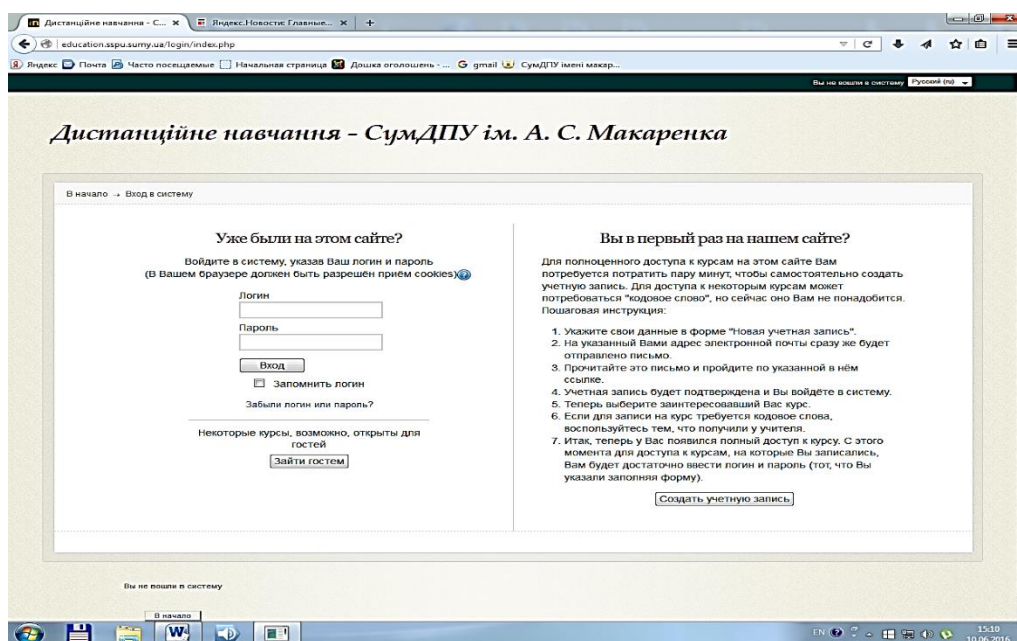 Дистанційне навчання - С... ×
Яндекс.Новости: Главные... ×
education.sspu.sumy.ua/login/index.php
Яндекс Почта Часто посещаемые Начальная страница Дошка оголошень - ... gmail СумДПУ імені макар...
Вы не вошли в систему Русский (ru)
Дистанційне навчання - СумДПУ ім. А. С. Макаренка
В начало → Вход в систему
Уже были на этом сайте?
Войдите в систему, указав Ваш логин и пароль
(В Вашем браузере должен быть разрешен приём cookies)
Логин
Пароль
Вход
Запомнить логин
Забыли логин или пароль?
Некоторые курсы, возможно, открыты для
гостей
Зайти гостем
Вы в первый раз на нашем сайте?
Для полноценного доступа к курсам на этом сайте Вам
потребуется потратить пару минут, чтобы самостоятельно создать
учетную запись. Для доступа к некоторым курсам может
потребоваться "кодовое слово", но сейчас оно Вам не понадобится.
Пошаговая инструкция:
1. Укажите свои данные в форме "Новая учетная запись".
2. На указанный Вами адрес электронной почты сразу же будет
отправлено письмо.
3. Прочитайте это письмо и пройдите по указанной в нём
ссылке.
4. Учетная запись будет подтверждена и Вы войдёте в систему.
5. Теперь выберите заинтересовавший Вас курс.
6. Если для записи на курс требуется кодовое слова,
воспользуйтесь тем, что получили у учителя.
7. Итак, теперь у Вас появился полный доступ к курсу. С этого
момента для доступа к курсам, на которые Вы записались,
Вам будет достаточно ввести логин и пароль (тот, что Вы
указали заполняя форму).
Создать учетную запись
Вы не вошли в систему
В начало
EN
15:10
10.06.2016